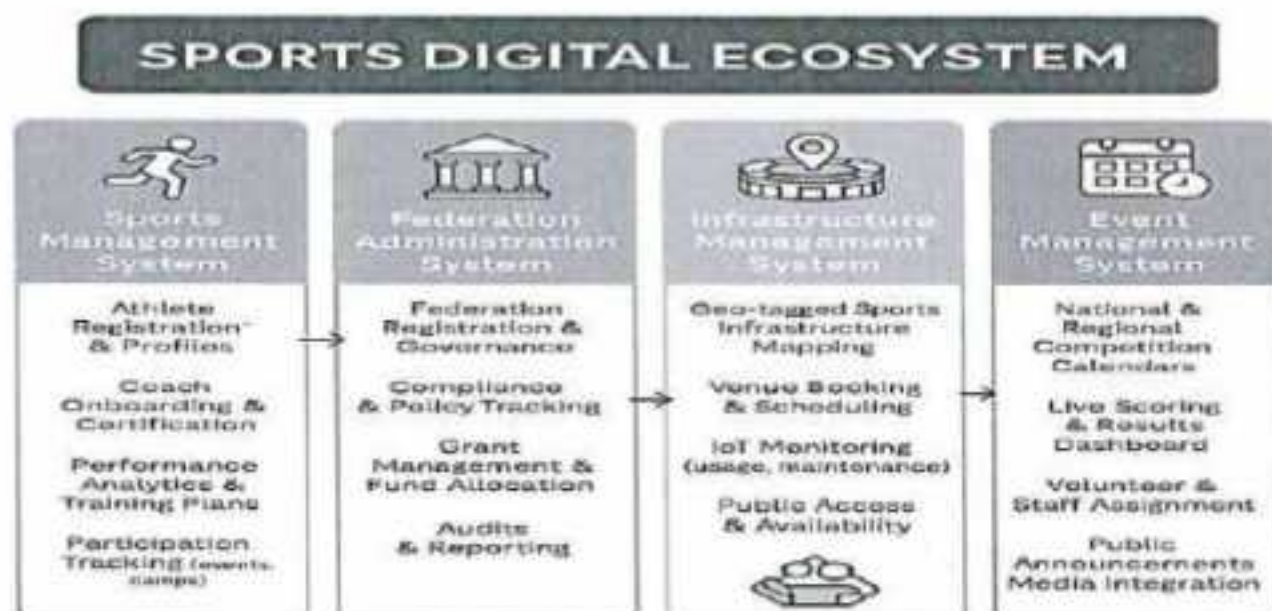 SPORTS DIGITAL ECOSYSTEM
Sports
Management
System
Athlete
Registration
& Profiles
Coach
Onboarding &
Certification
Performance
Analytics &
Training Plans
Participation
Tracking (events,
camps)
Federation
Administration
System
Federation
Registration &
Governance
Compliance
& Policy Tracking
Grant
Management &
Fund Allocation
Audits
& Reporting
Infrastructure
Management
System
Geo-tagged Sports
Infrastructure
Mapping
Venue Booking
& Scheduling
IoT Monitoring
(usage, maintenance)
Public Access
& Availability
Event
Management
System
National &
Regional
Competition
Calendars
Live Scoring
& Results
Dashboard
Volunteer &
Staff Assignment
Public
Announcements
Media Integration